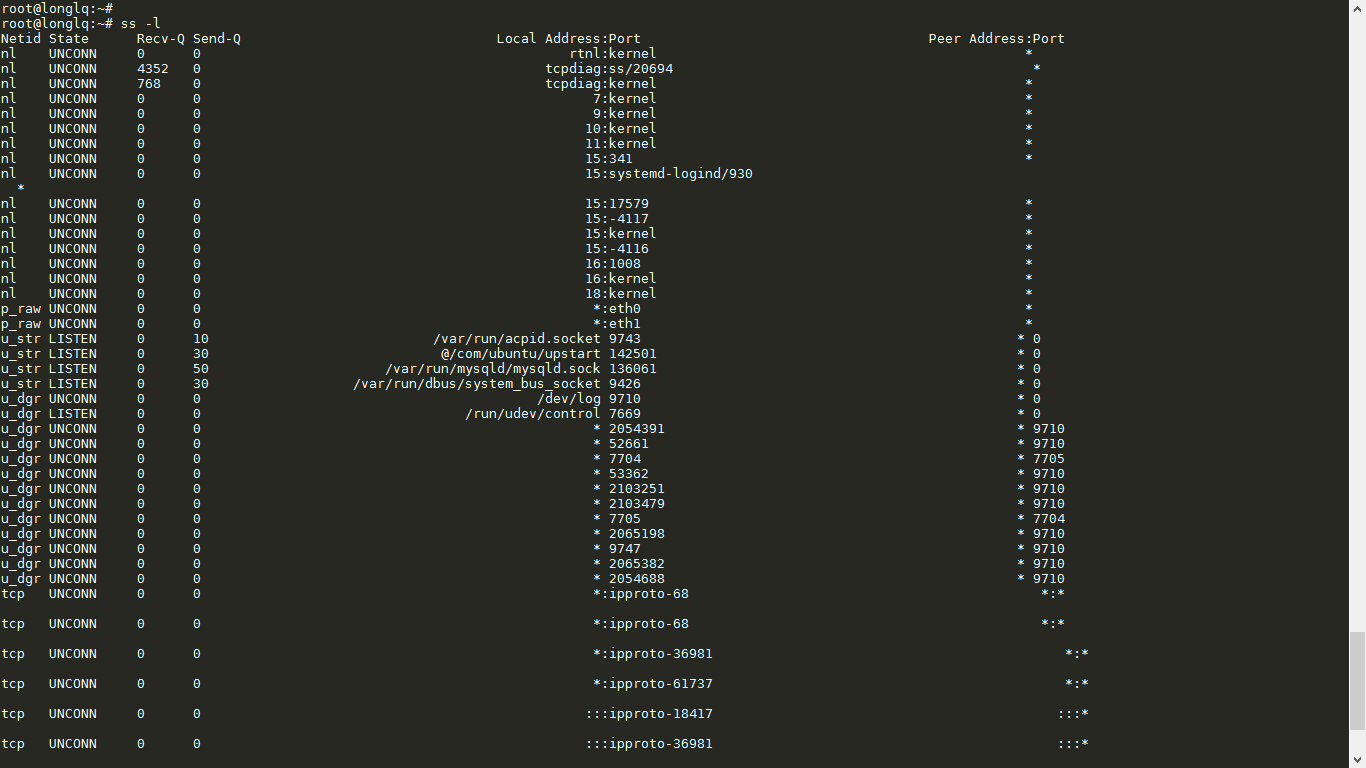 root@longlq:~#
root@longlq:~# ss -l
Netid State Recv-Q Send-Q Local Address:Port Peer Address:Port
nl UNCONN 0 0 rtnl:kernel *
nl UNCONN 4352 0 tcpdiag:ss/20694 *
nl UNCONN 768 0 tcpdiag:kernel *
nl UNCONN 0 0 7:kernel *
nl UNCONN 0 0 9:kernel *
nl UNCONN 0 0 10:kernel *
nl UNCONN 0 0 11:kernel *
nl UNCONN 0 0 15:341 *
nl UNCONN 0 0 15:systemd-logind/930
*
nl UNCONN 0 0 15:17579 *
nl UNCONN 0 0 15:-4117 *
nl UNCONN 0 0 15:kernel *
nl UNCONN 0 0 15:-4116 *
nl UNCONN 0 0 16:1008 *
nl UNCONN 0 0 16:kernel *
nl UNCONN 0 0 18:kernel *
p_raw UNCONN 0 0 *:eth0 *
p_raw UNCONN 0 0 *:eth1 *
u_str LISTEN 0 10 /var/run/acpid.socket 9743 * 0
u_str LISTEN 0 30 @/com/ubuntu/upstart 142501 * 0
u_str LISTEN 0 50 /var/run/mysqld/mysqld.sock 136061 * 0
u_str LISTEN 0 30 /var/run/dbus/system_bus_socket 9426 * 0
u_dgr UNCONN 0 0 /dev/log 9710 * 0
u_dgr LISTEN 0 0 /run/udev/control 7669 * 0
u_dgr UNCONN 0 0 * 2054391 * 9710
u_dgr UNCONN 0 0 * 52661 * 9710
u_dgr UNCONN 0 0 * 7704 * 7705
u_dgr UNCONN 0 0 * 53362 * 9710
u_dgr UNCONN 0 0 * 2103251 * 9710
u_dgr UNCONN 0 0 * 2103479 * 9710
u_dgr UNCONN 0 0 * 7705 * 7704
u_dgr UNCONN 0 0 * 2065198 * 9710
u_dgr UNCONN 0 0 * 9747 * 9710
u_dgr UNCONN 0 0 * 2065382 * 9710
u_dgr UNCONN 0 0 * 2054688 * 9710
tcp UNCONN 0 0 *:ipproto-68 *:*
tcp UNCONN 0 0 *:ipproto-68 *:*
tcp UNCONN 0 0 *:ipproto-36981 *:*
tcp UNCONN 0 0 *:ipproto-61737 *:*
tcp UNCONN 0 0 :::ipproto-18417 :::*
tcp UNCONN 0 0 :::ipproto-36981 :::*